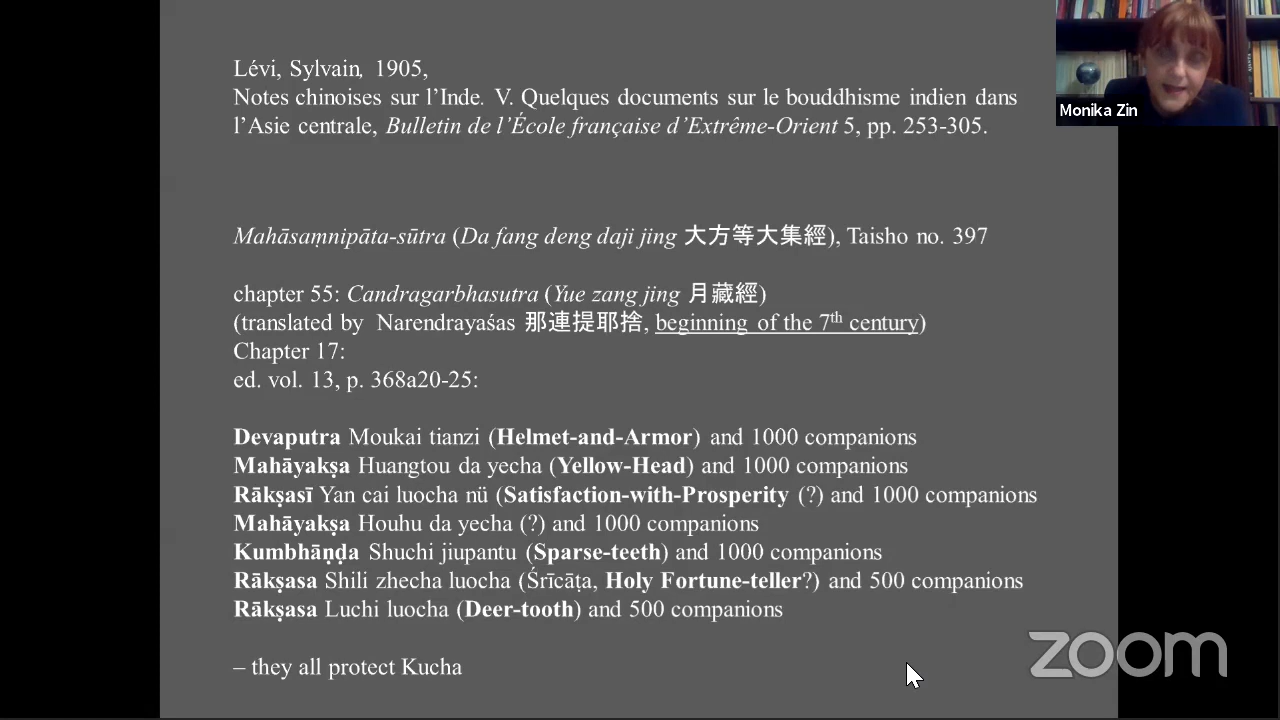 Lévi, Sylvain, 1905,
Notes chinoises sur l'Inde. V. Quelques documents sur le bouddhisme indien dans
l'Asie centrale, Bulletin de l'École française d'Extrême-Orient 5, pp. 253-305.
Monika Zin
Mahāsaṃnipāta-sūtra (Da fang deng daji jing 大方等大集經), Taisho no. 397
chapter 55: Candragarbhasutra (Yue zang jing 月藏經)
(translated by Narendrayaśas 那連提耶捨, beginning of the 7th century)
Chapter 17:
ed. vol. 13, p. 368a20-25:
Devaputra Moukai tianzi (Helmet-and-Armor) and 1000 companions
Mahāyakṣa Huangtou da yecha (Yellow-Head) and 1000 companions
Rākṣasī Yan cai luocha nü (Satisfaction-with-Prosperity (?) and 1000 companions
Mahāyakṣa Houhu da yecha (?) and 1000 companions
Kumbhāṇḍa Shuchi jiupantu (Sparse-teeth) and 1000 companions
Rākṣasa Shili zhecha luocha (Śrīcāṭa, Holy Fortune-teller?) and 500 companions
Rākṣasa Luchi luocha (Deer-tooth) and 500 companions
– they all protect Kucha
zoom